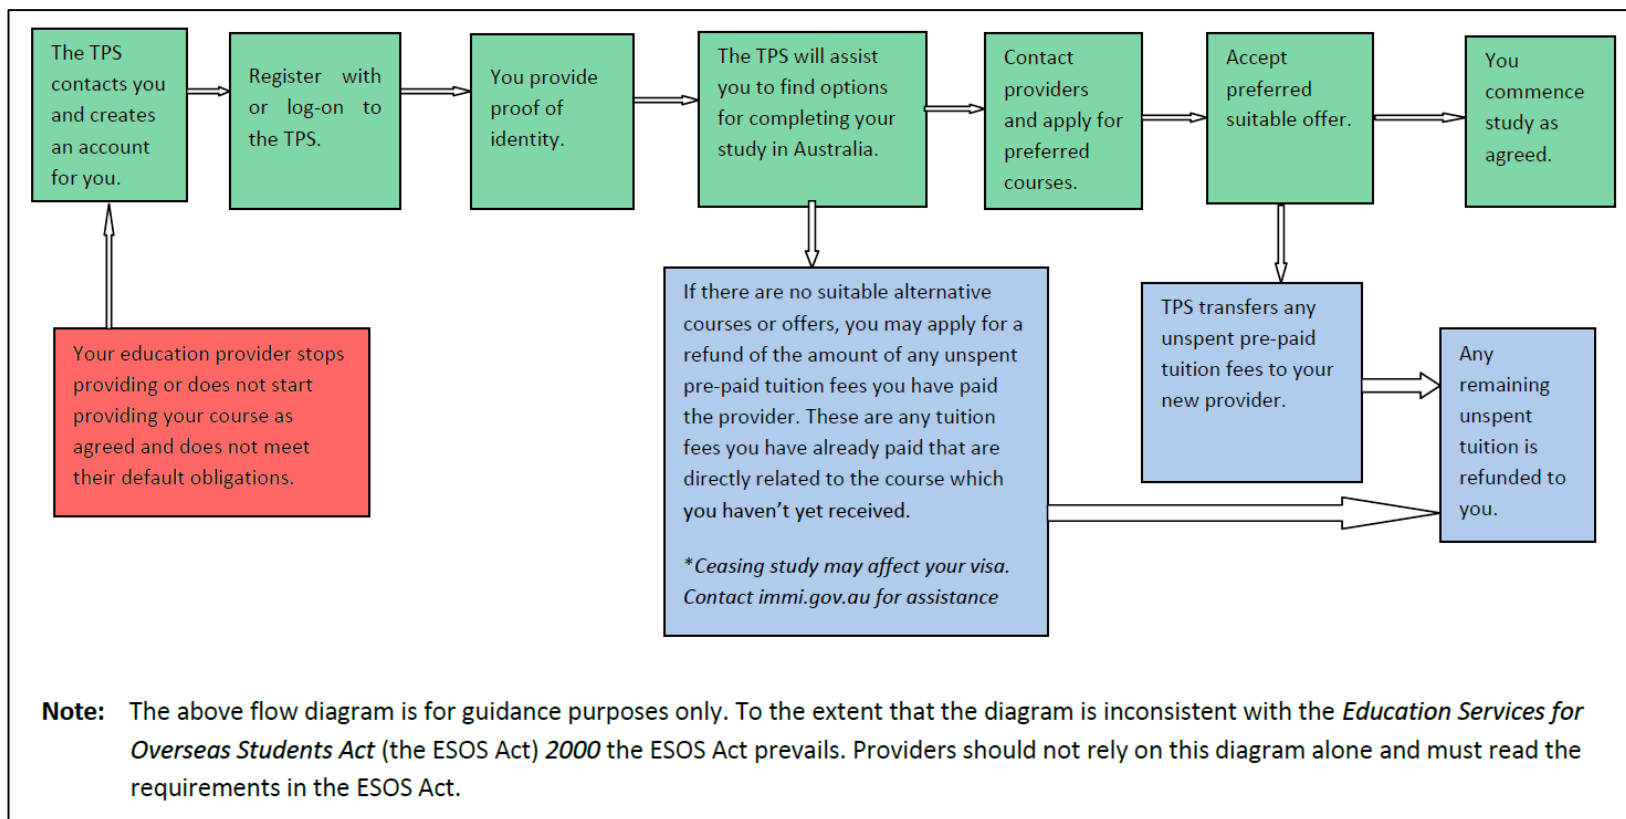 The TPS
contacts you
and creates
an account
for you.
Register with
or log-on to
the TPS.
You provide
proof of
identity.
The TPS will assist
you to find options
for completing your
study in Australia.
Contact
providers
and apply for
preferred
courses.
Accept
preferred
suitable offer.
You
commence
study as
agreed.
Your education provider stops
providing or does not start
providing your course as
agreed and does not meet
their default obligations.
If there are no suitable alternative
courses or offers, you may apply for a
refund of the amount of any unspent
pre-paid tuition fees you have paid
the provider. These are any tuition
fees you have already paid that are
directly related to the course which
you haven't yet received.
*Ceasing study may affect your visa.
Contact immi.gov.au for assistance
TPS transfers any
unspent pre-paid
tuition fees to your
new provider.
Any
remaining
unspent
tuition is
refunded to
you.
Note: The above flow diagram is for guidance purposes only. To the extent that the diagram is inconsistent with the Education Services for
Overseas Students Act (the ESOS Act) 2000 the ESOS Act prevails. Providers should not rely on this diagram alone and must read the
requirements in the ESOS Act.